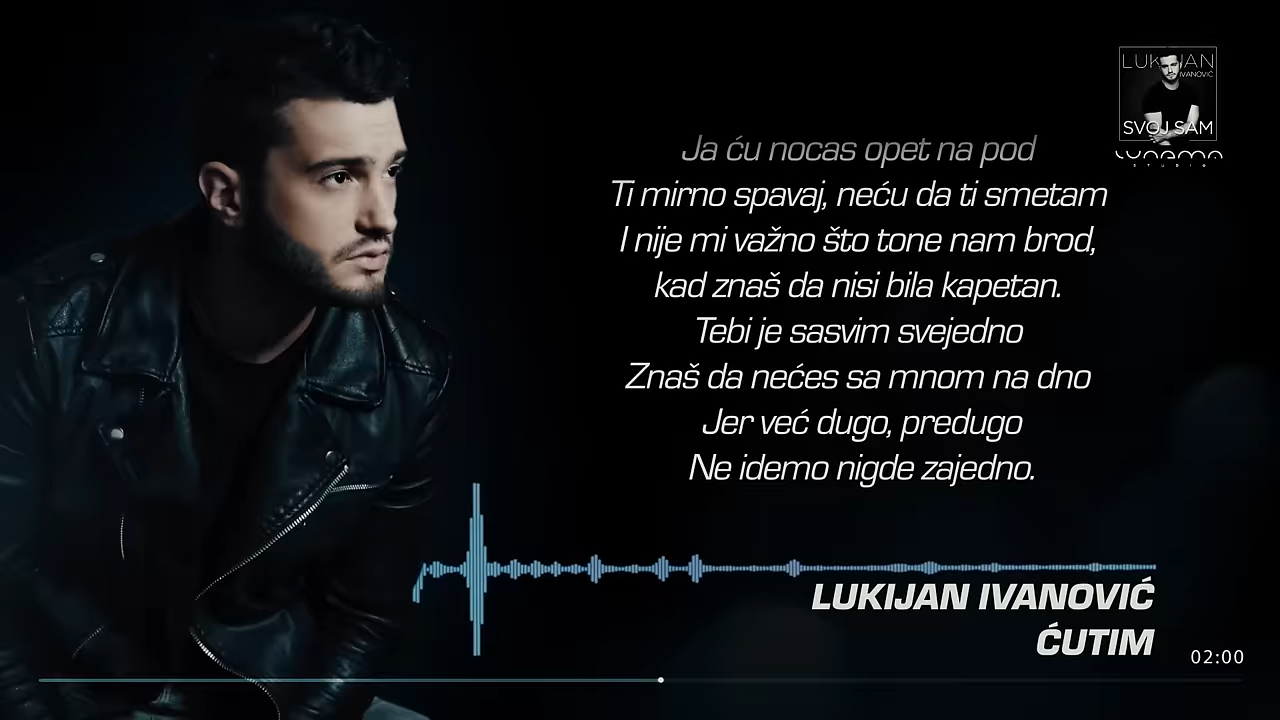 LUKIJAN
IVANOVIĆ
SVOJ SAM
SYNEMA
STUDIO
Ja ću nocas opet na pod
Ti mirno spavaj, neću da ti smetam
I nije mi važno što tone nam brod,
kad znaš da nisi bila kapetan.
Tebi je sasvim svejedno
Znaš da nećes sa mnom na dno
Jer već dugo, predugo
Ne idemo nigde zajedno.
LUKIJAN IVANOVIĆ
ĆUTIM
02:00